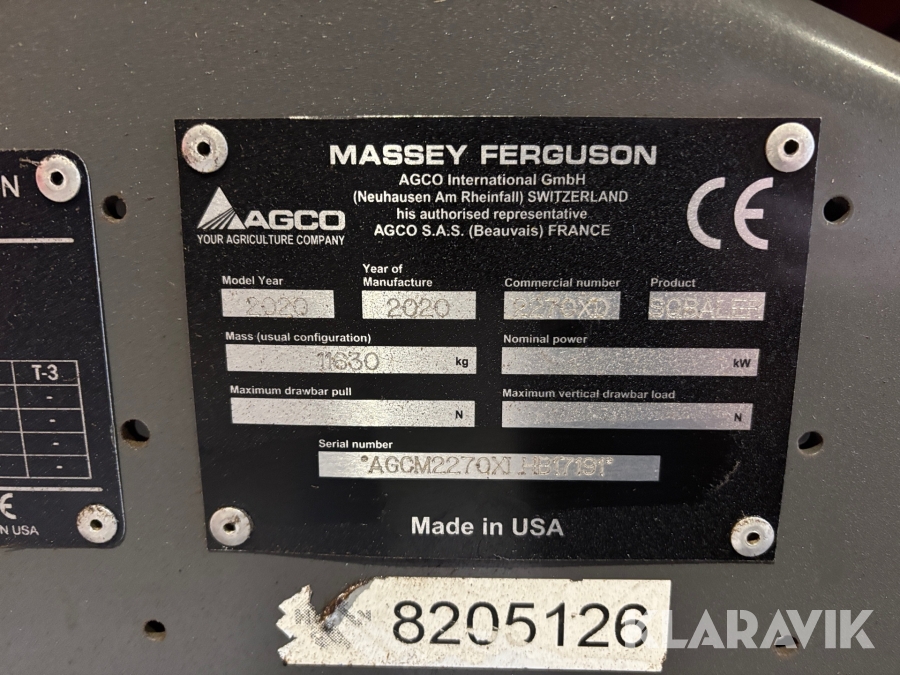 MASSEY FERGUSON
AGCO International GmbH
(Neuhausen Am Rheinfall) SWITZERLAND
his authorised representative
AGCO S.A.S. (Beauvais) FRANCE
AGCO
YOUR AGRICULTURE COMPANY
CE
Model Year
2020
Year of
Manufacture
2020
Commercial number
2270XD
Product
Mass (usual configuration)
11630 kg
Nominal power
kW
Maximum drawbar pull
N
Maximum vertical drawbar load
N
Serial number
Made in USA
N
T-3
-
-
-
-
N USA
8205126
KLARAVIK